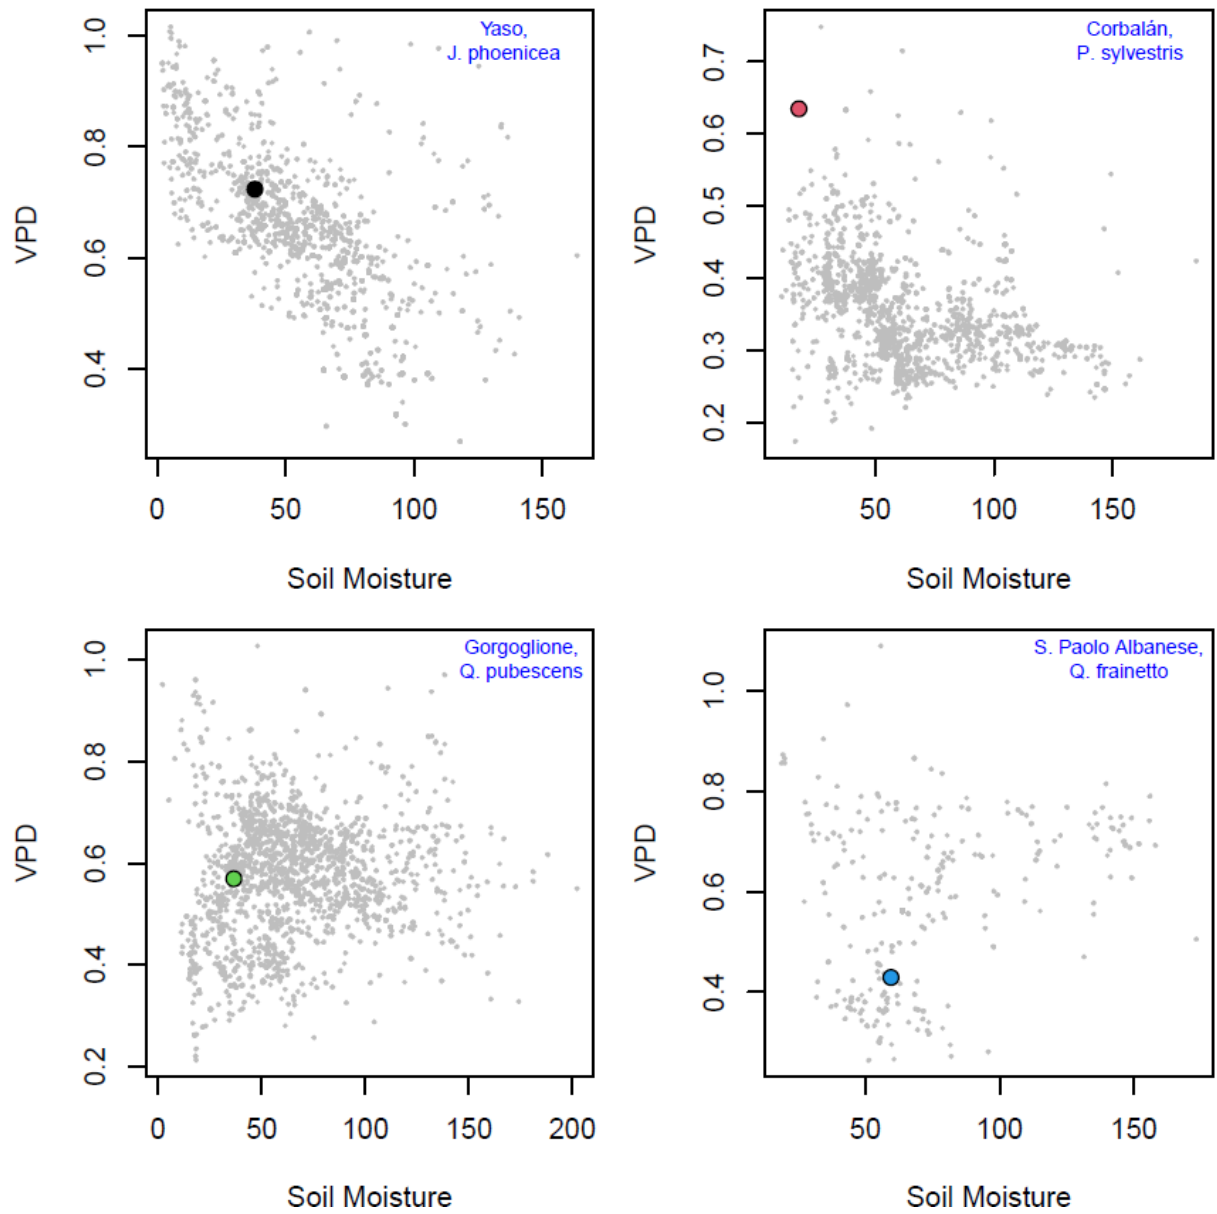 Yaso,
J. phoenicea
VPD
1.0
0.8
0.6
0.4
0 50 100 150
Soil Moisture
Corbalán,
P. sylvestris
VPD
0.7
0.6
0.5
0.4
0.3
0.2
50 100 150
Soil Moisture
Gorgoglione,
Q. pubescens
VPD
1.0
0.8
0.6
0.4
0.2
0 50 100 150 200
Soil Moisture
S. Paolo Albanese,
Q. frainetto
VPD
1.0
0.8
0.6
0.4
50 100 150
Soil Moisture